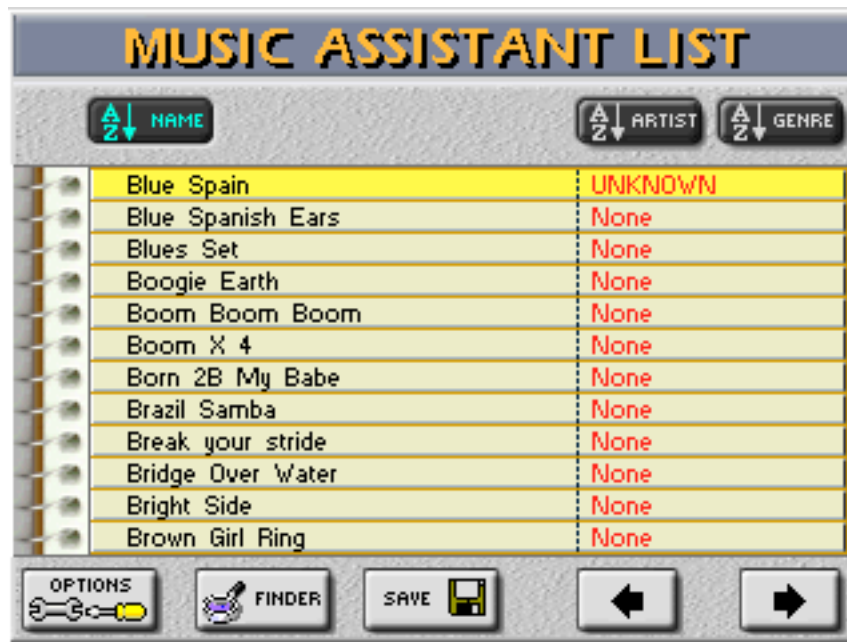 MUSIC ASSISTANT LIST
A Z NAME A Z ARTIST A Z GENRE
Blue Spain UNKNOWN
Blue Spanish Ears None
Blues Set None
Boogie Earth None
Boom Boom Boom None
Boom X 4 None
Born 2B My Babe None
Brazil Samba None
Break your stride None
Bridge Over Water None
Bright Side None
Brown Girl Ring None
OPTIONS FINDER SAVE